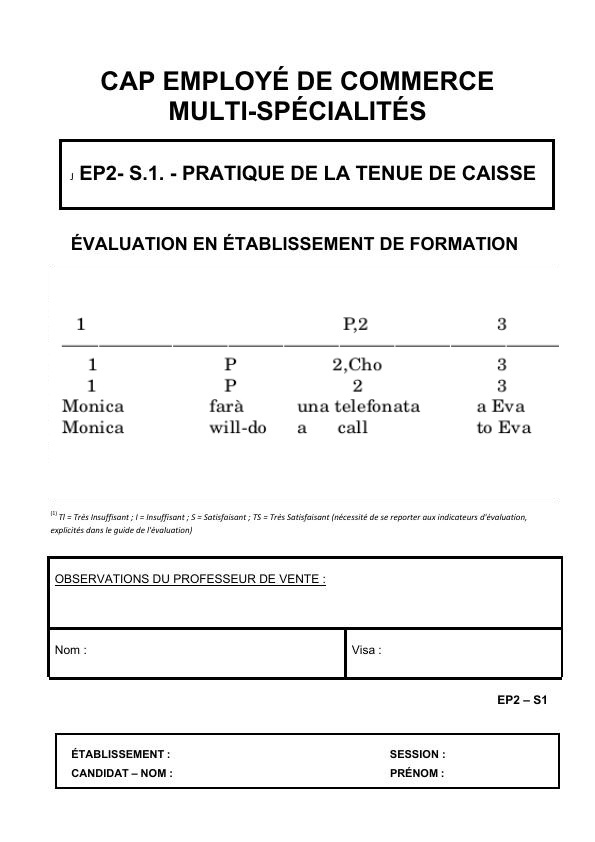 CAP EMPLOYÉ DE COMMERCE
MULTI-SPÉCIALITÉS
EP2- S.1. - PRATIQUE DE LA TENUE DE CAISSE
ÉVALUATION EN ÉTABLISSEMENT DE FORMATION
1 P,2 3
1 P 2,Cho 3
1 P 2 3
Monica farà una telefonata a Eva
Monica will-do a call to Eva
(1) TI = Très Insuffisant ; I = Insuffisant ; S = Satisfaisant ; TS = Très Satisfaisant (nécessité de se reporter aux indicateurs d'évaluation,
explicités dans le guide de l'évaluation)
OBSERVATIONS DU PROFESSEUR DE VENTE :
Nom : Visa :
EP2 – S1
ÉTABLISSEMENT : SESSION :
CANDIDAT – NOM : PRÉNOM :